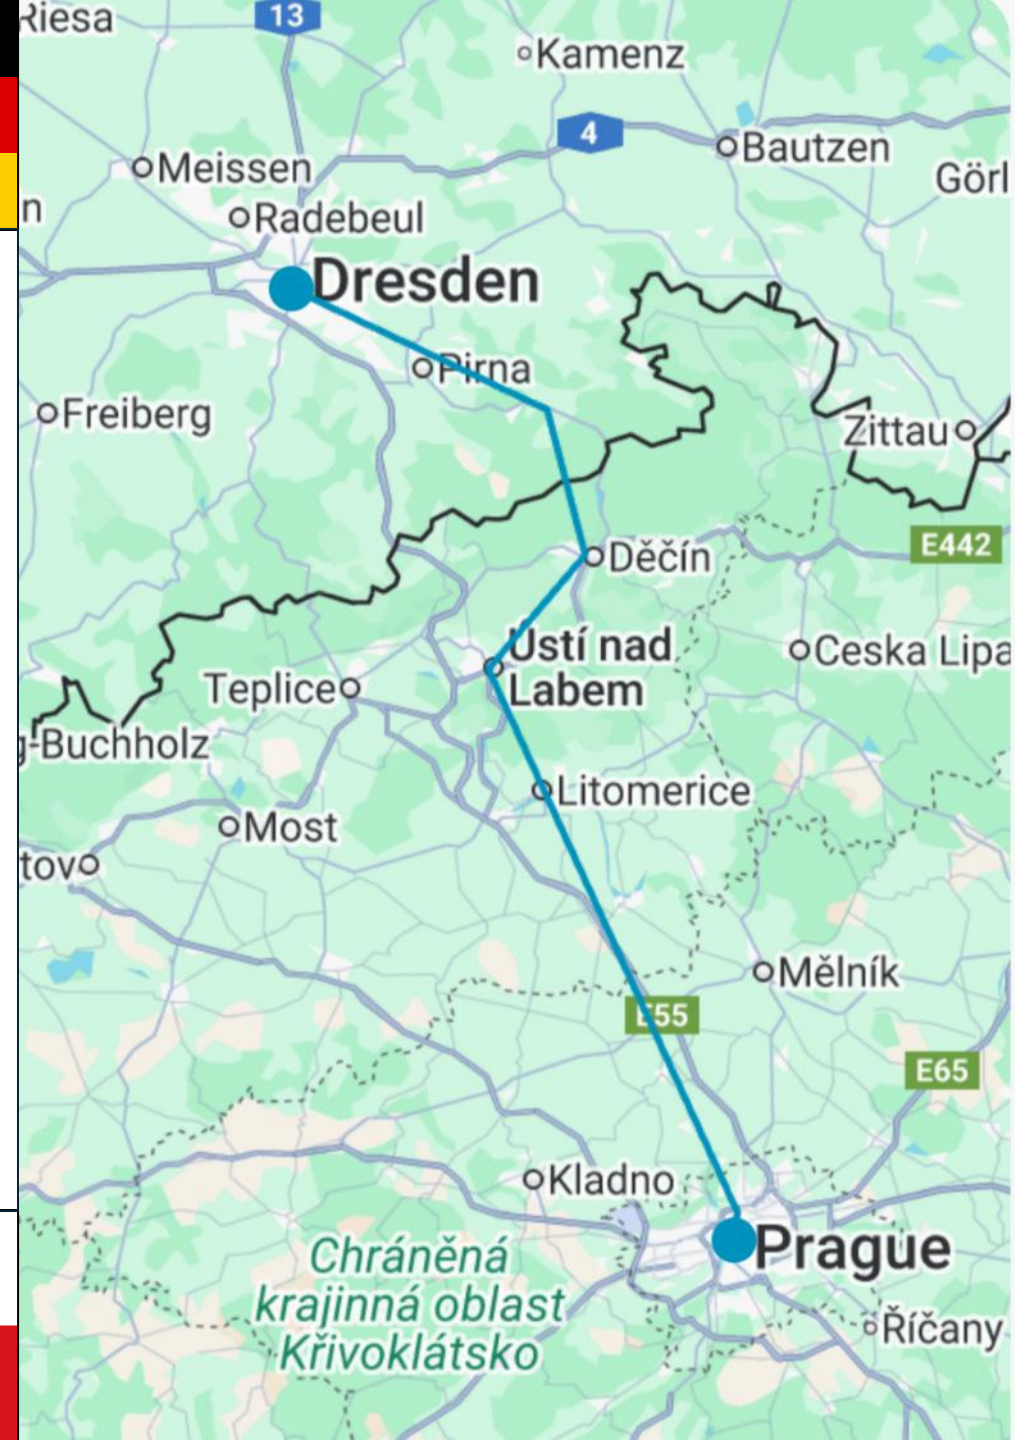 Riesa
13
Kamenz
4
Bautzen
Meissen
Görl
n
Radebeul
Dresden
Pirna
Freiberg
Zittau
E442
Děčín
Ústí nad
Labem
Ceska Lipa
Teplice
g-Buchholz
Litomerice
Most
tov
Mělník
E55
E65
Kladno
Chráněná
krajinná oblast
Křivoklátsko
Prague
Říčany